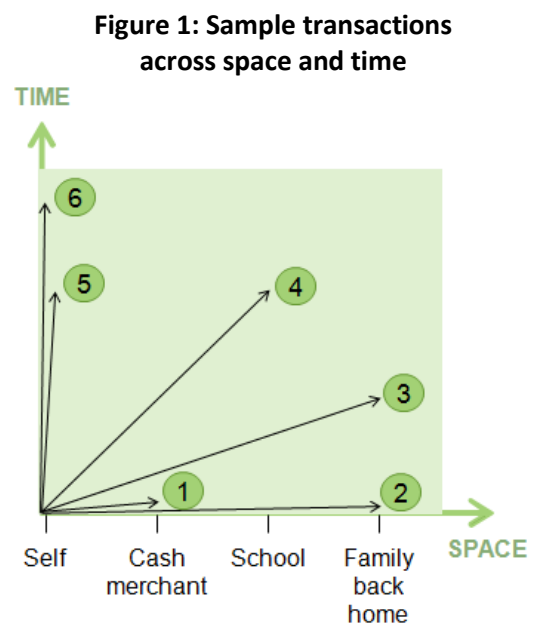 Figure 1: Sample transactions
across space and time
TIME
6
5
4
3
1
2
Self
Cash
merchant
School
Family
back
home
SPACE